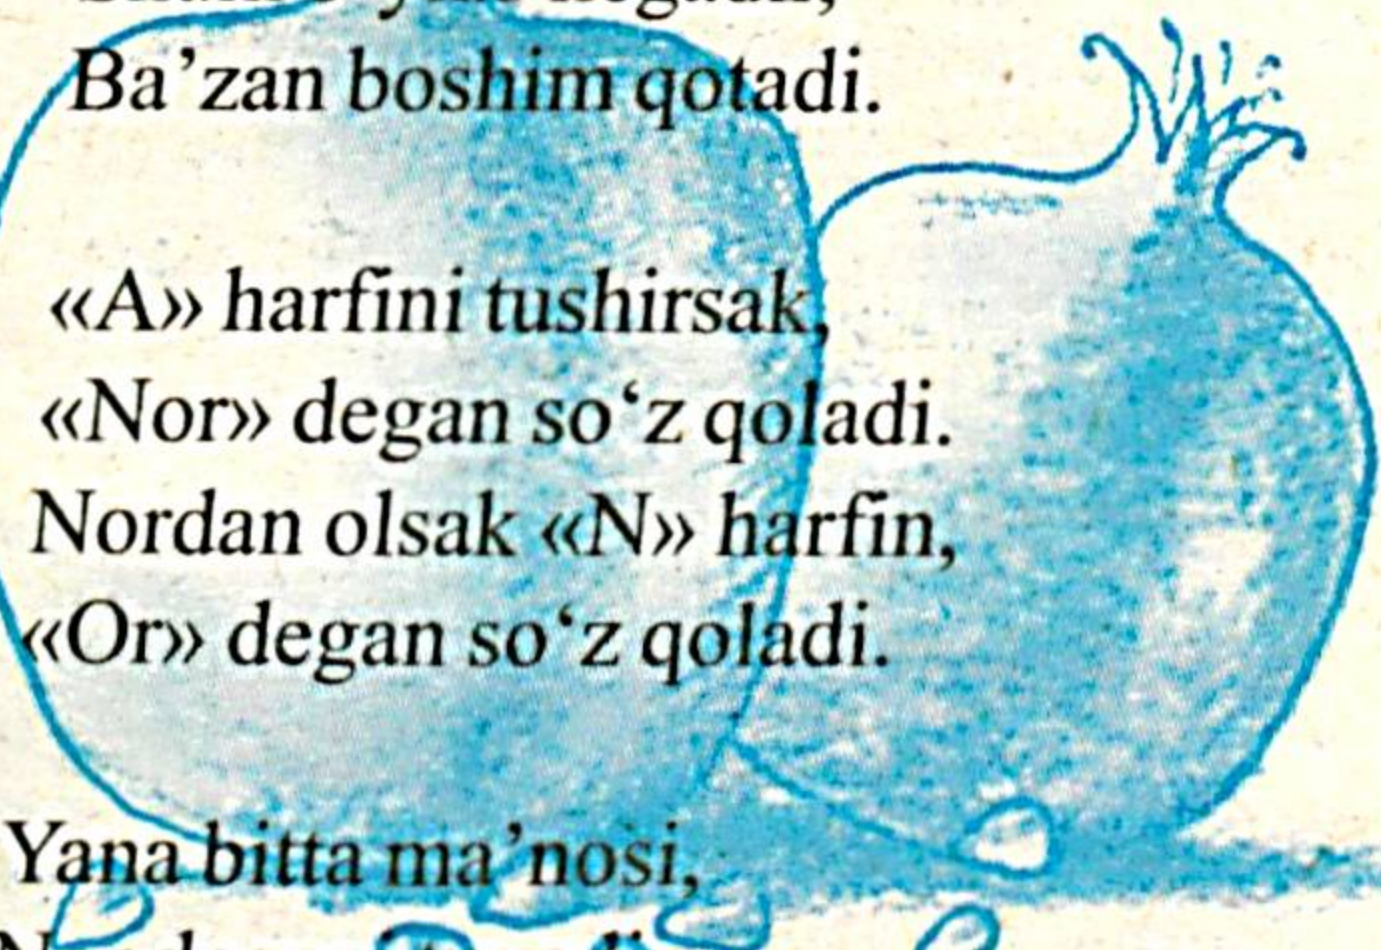 Ba’zan boshim qotadi.
«A» harfini tushirsak,
«Nor» degan so‘z qoladi.
Nordan olsak «N» harfin,
«Or» degan so‘z qoladi.
Yana bitta ma’nosi,